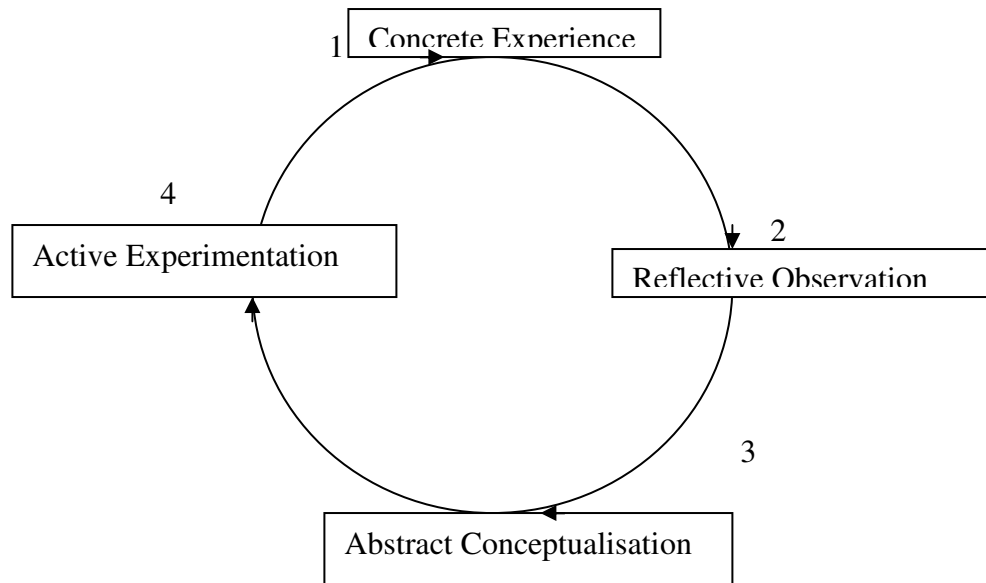 1
Concrete Experience
4
Active Experimentation
2
Reflective Observation
3
Abstract Conceptualisation